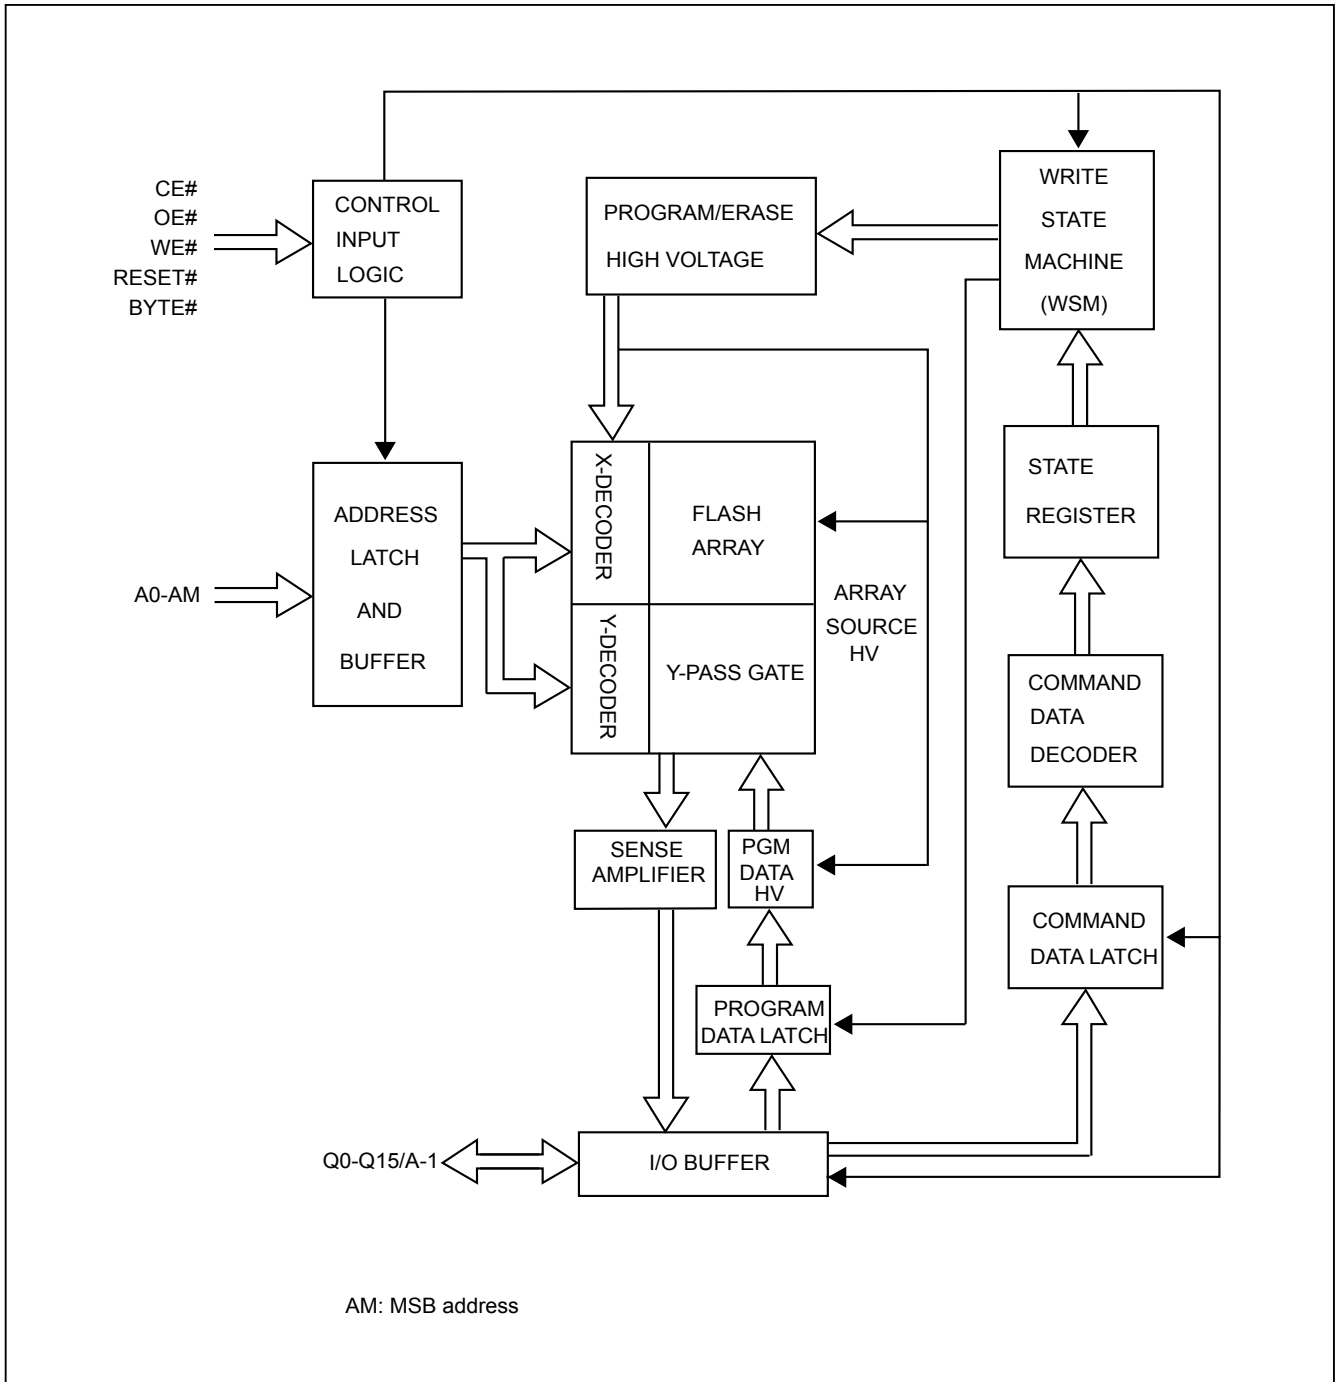 CE#
OE#
WE#
RESET#
BYTE#
CONTROL
INPUT
LOGIC
PROGRAM/ERASE
HIGH VOLTAGE
WRITE
STATE
MACHINE
(WSM)
STATE
REGISTER
A0-AM
ADDRESS
LATCH
AND
BUFFER
X-DECODER
FLASH
ARRAY
Y-DECODER
Y-PASS GATE
ARRAY
SOURCE
HV
COMMAND
DATA
DECODER
SENSE
AMPLIFIER
PGM
DATA
HV
COMMAND
DATA LATCH
PROGRAM
DATA LATCH
Q0-Q15/A-1
I/O BUFFER
AM: MSB address